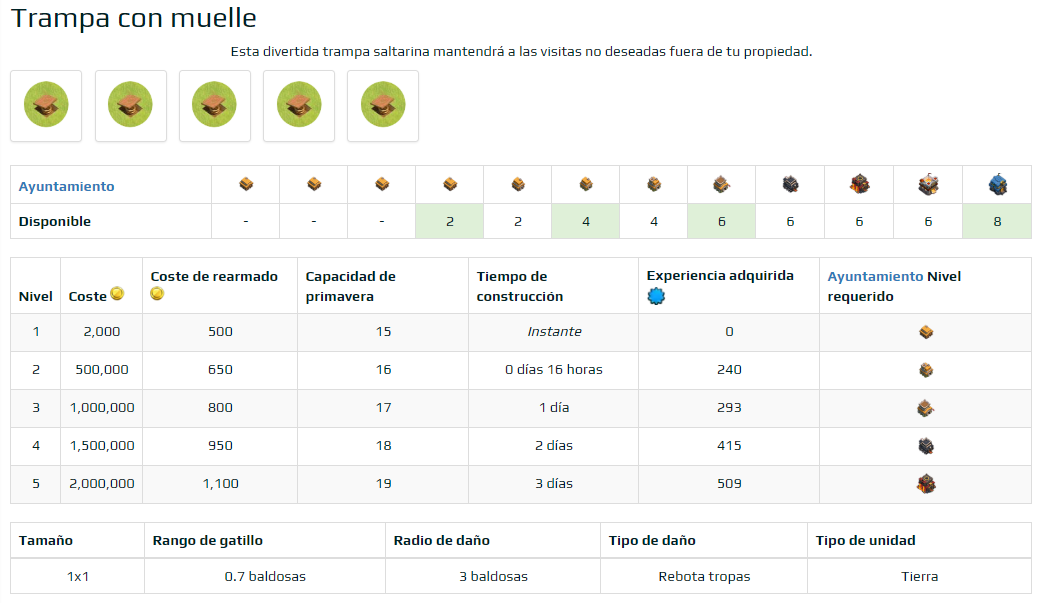 Trampa con muelle
Esta divertida trampa saltarina mantendrá a las visitas no deseadas fuera de tu propiedad.
Ayuntamiento
Disponible - - - 2 2 4 4 6 6 6 6 8
Nivel Coste Coste de rearmado Capacidad de primavera Tiempo de construcción Experiencia adquirida Ayuntamiento Nivel requerido
1 2,000 500 15 Instante 0
2 500,000 650 16 0 días 16 horas 240
3 1,000,000 800 17 1 día 293
4 1,500,000 950 18 2 días 415
5 2,000,000 1,100 19 3 días 509
Tamaño Rango de gatillo Radio de daño Tipo de daño Tipo de unidad
1x1 0.7 baldosas 3 baldosas Rebota tropas Tierra